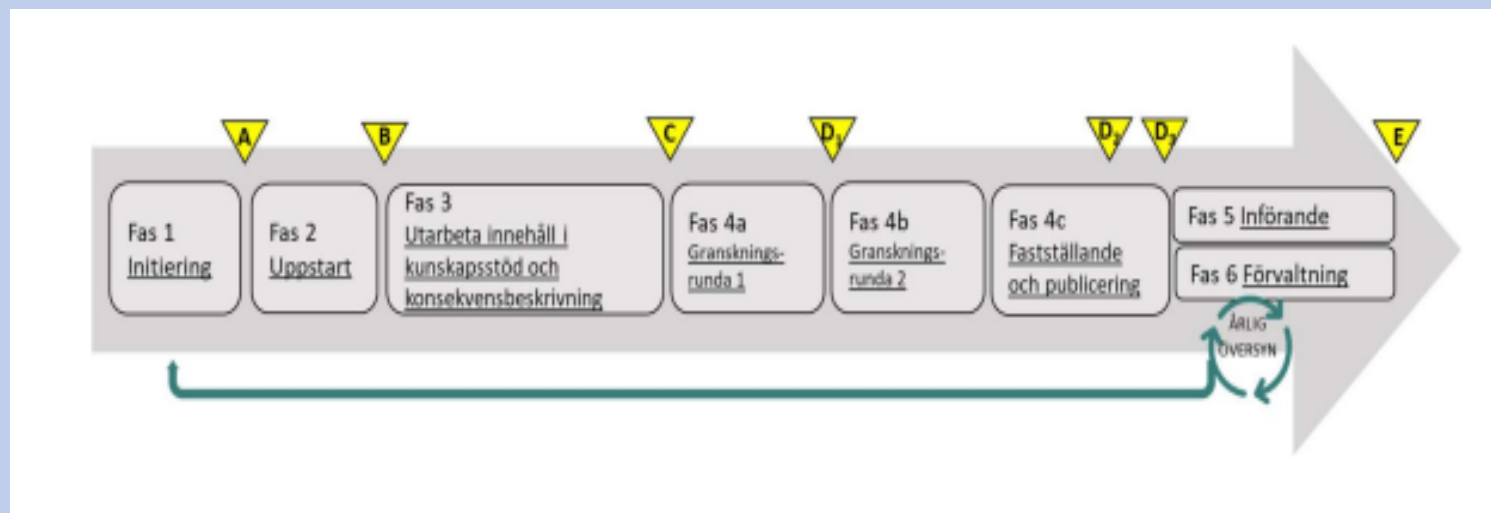 A
B
C
D1
D2
D3
E
Fas 1
Initiering
Fas 2
Uppstart
Fas 3
Utarbeta innehåll i
kunskapsstöd och
konsekvensbeskrivning
Fas 4a
Gransknings-
runda 1
Fas 4b
Gransknings-
runda 2
Fas 4c
Fastställande
och publicering
Fas 5 Införande
Fas 6 Förvaltning
ÅRLIG
ÖVERSYN